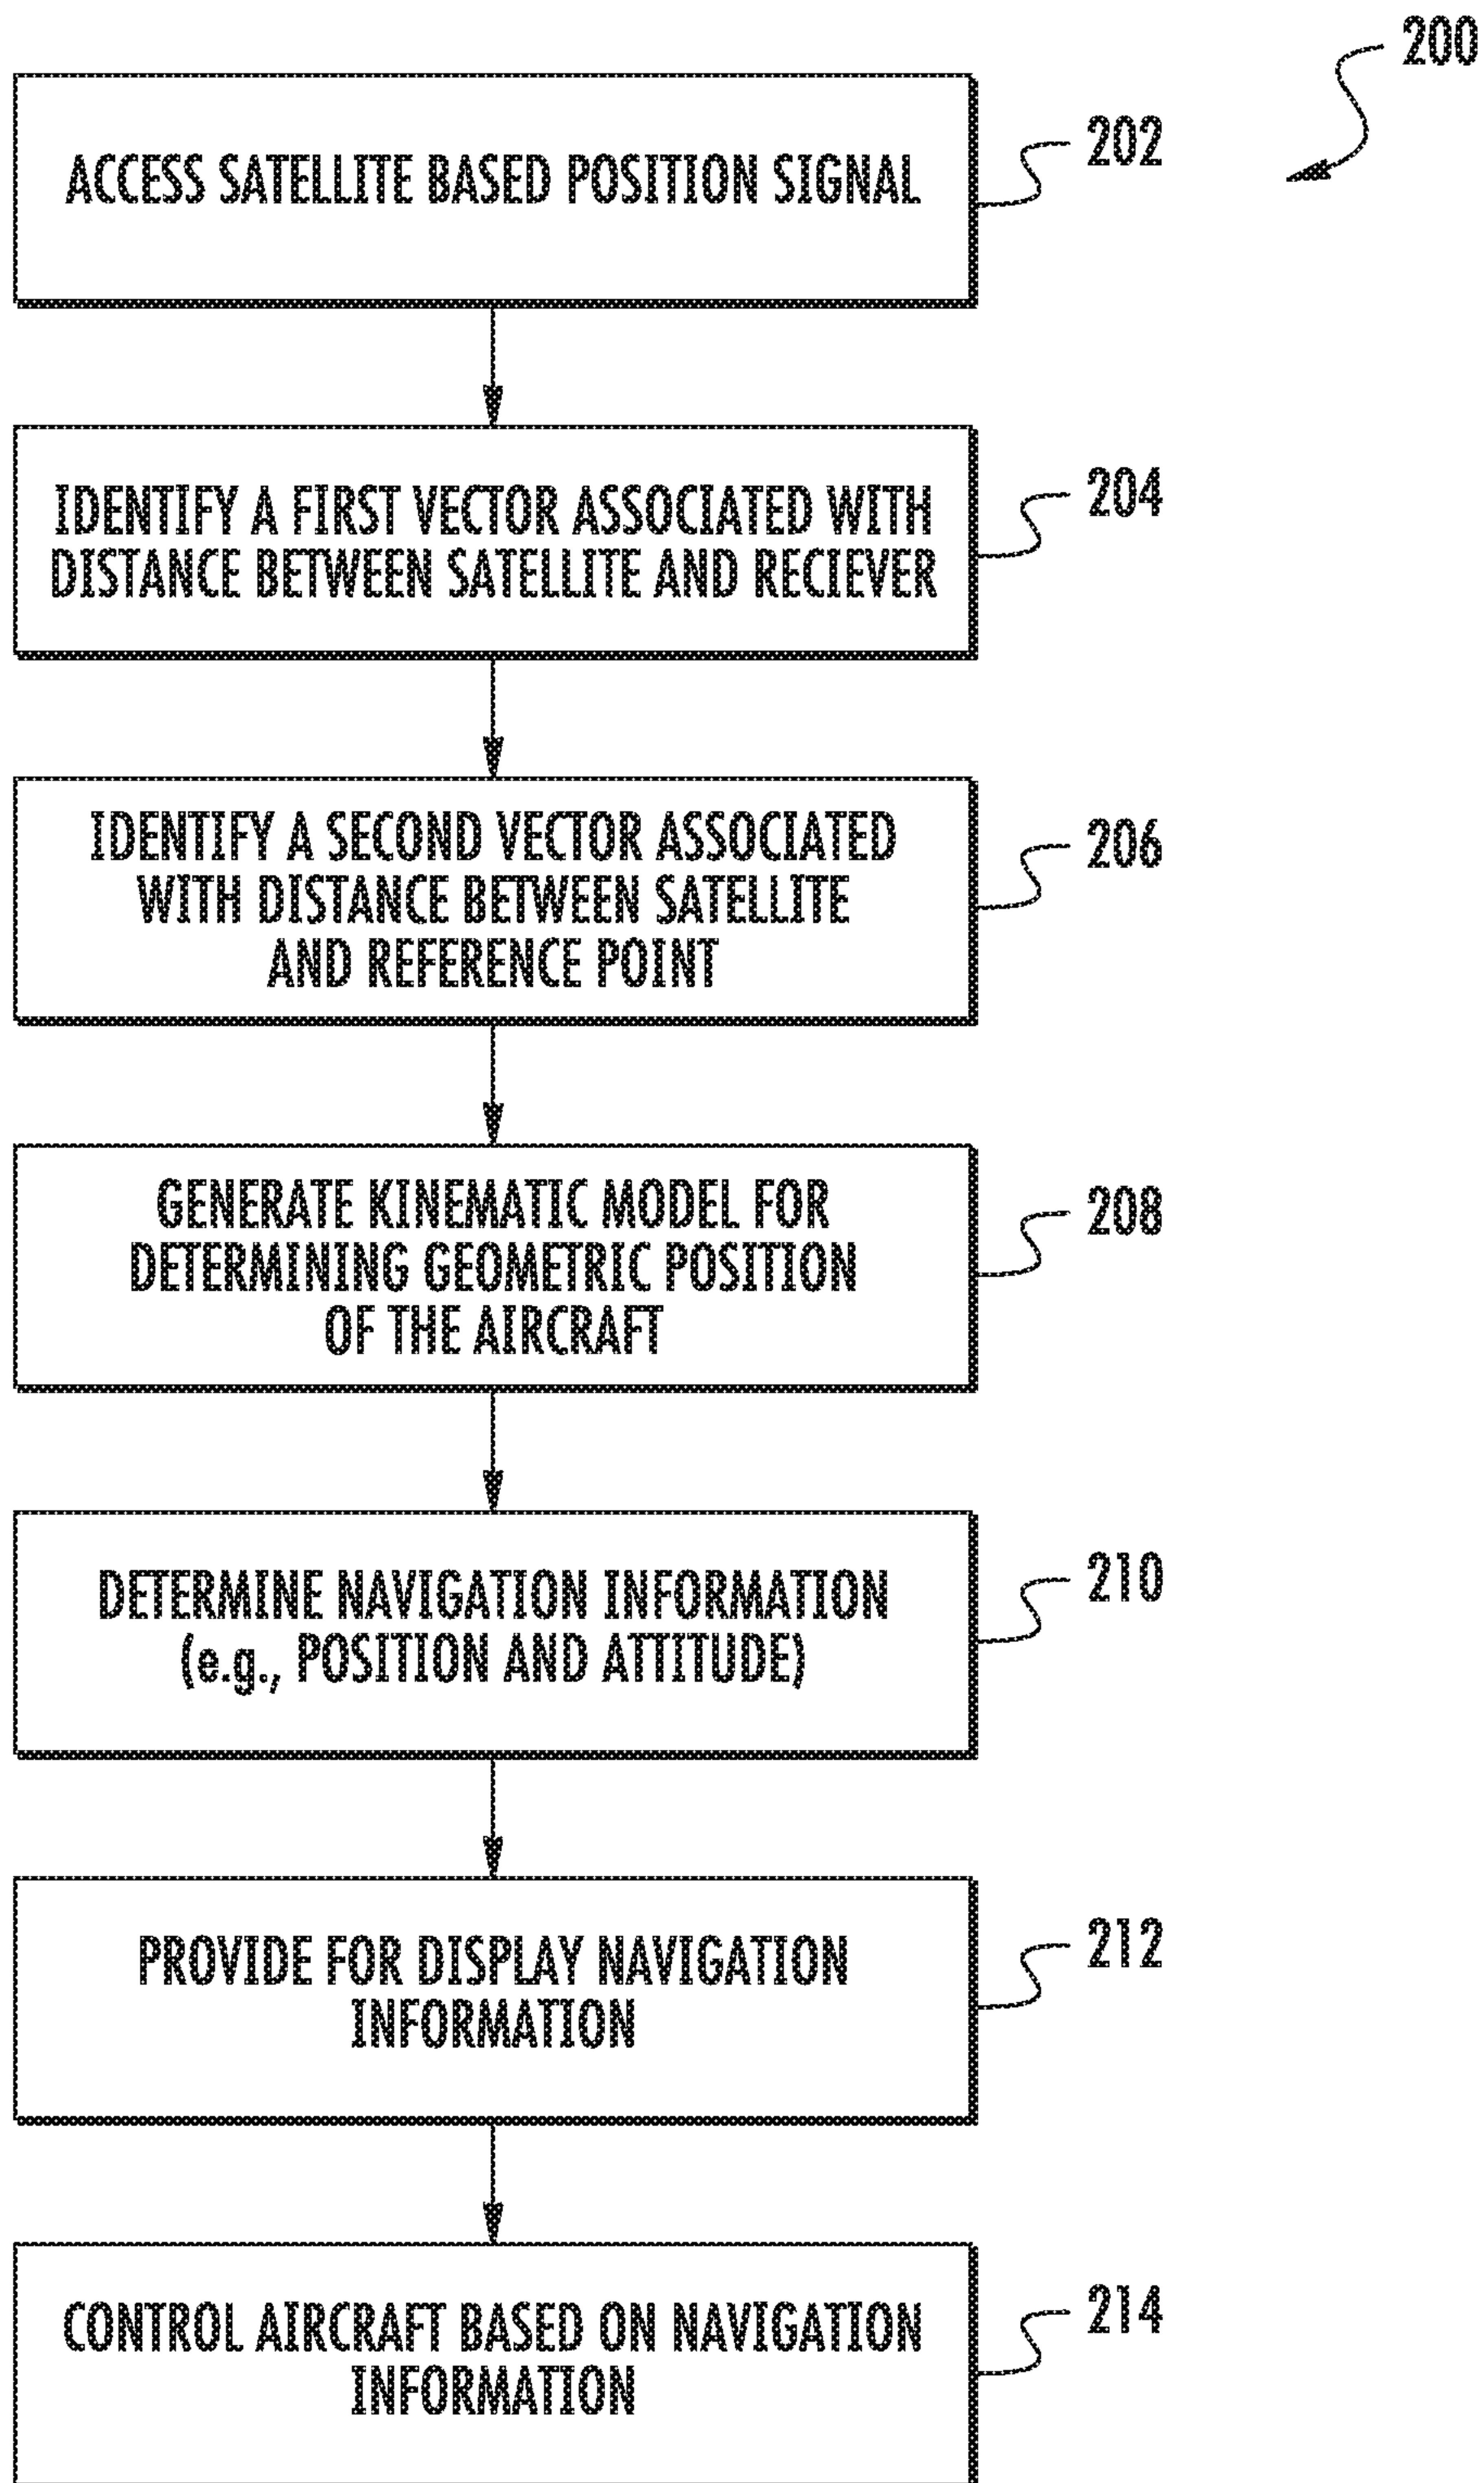 200
ACCESS SATELLITE BASED POSITION SIGNAL
202
IDENTIFY A FIRST VECTOR ASSOCIATED WITH
DISTANCE BETWEEN SATELLITE AND RECIEVER
204
IDENTIFY A SECOND VECTOR ASSOCIATED
WITH DISTANCE BETWEEN SATELLITE
AND REFERENCE POINT
206
GENERATE KINEMATIC MODEL FOR
DETERMINING GEOMETRIC POSITION
OF THE AIRCRAFT
208
DETERMINE NAVIGATION INFORMATION
(e.g., POSITION AND ATTITUDE)
210
PROVIDE FOR DISPLAY NAVIGATION
INFORMATION
212
CONTROL AIRCRAFT BASED ON NAVIGATION
INFORMATION
214